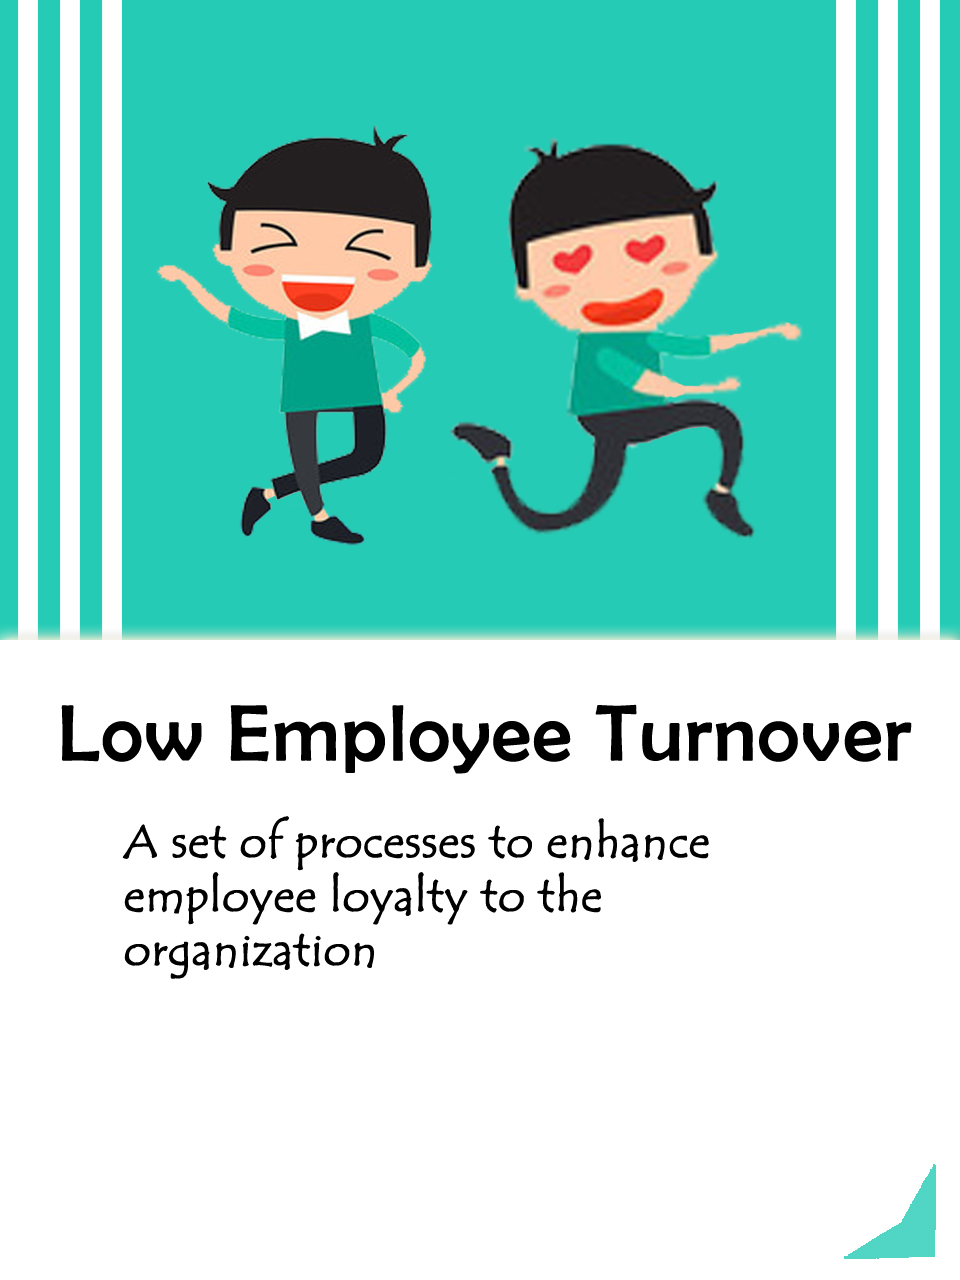 Low Employee Turnover
A set of processes to enhance
employee loyalty to the
organization